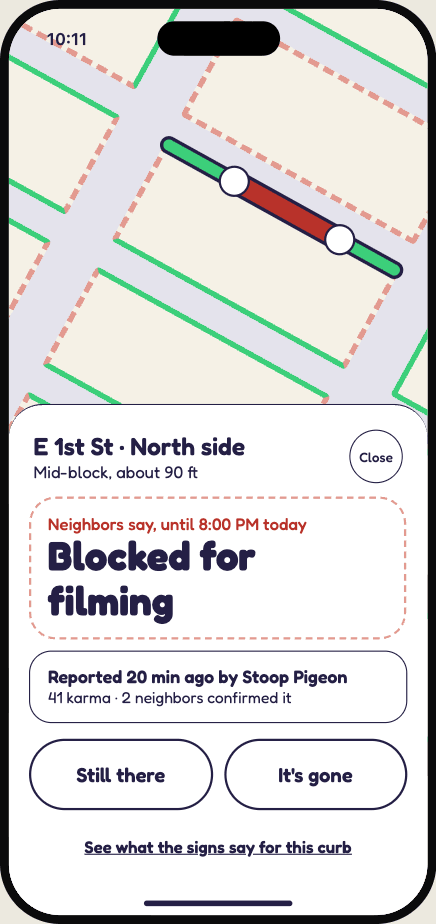 10:11
E 1st St · North side
Mid-block, about 90 ft
Close
Neighbors say, until 8:00 PM today
Blocked for
filming
Reported 20 min ago by Stoop Pigeon
41 karma · 2 neighbors confirmed it
Still there
It's gone
See what the signs say for this curb